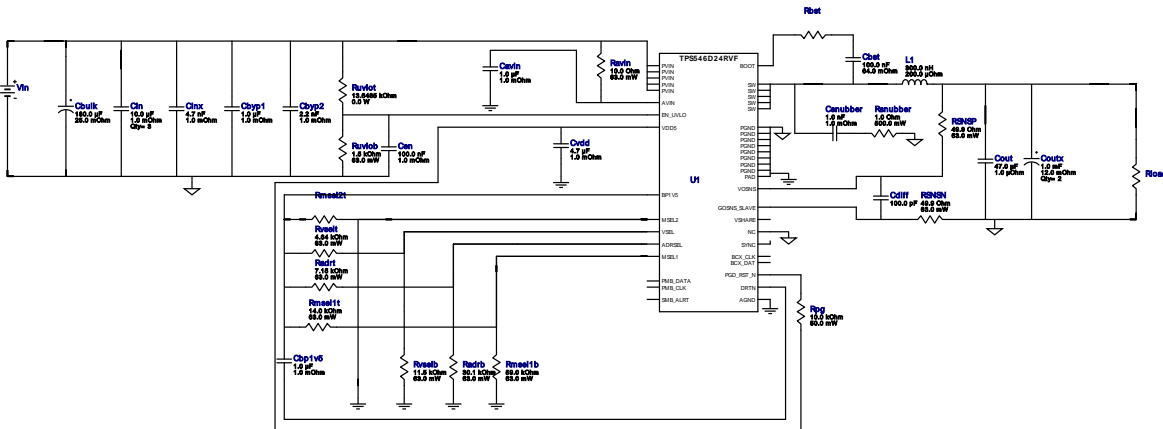 Rbst
TPS546D24RVF
Cavin
1.0 µF
1.0 mOhm
Ravin
10.0 Ohm
63.0 mW
Cbst
100.0 nF
64.0 mOhm
L1
300.0 nH
200.0 µOhm
Vin
Cbulk
180.0 µF
25.0 mOhm
Cin
10.0 µF
1.0 mOhm
Qty= 3
Cinx
4.7 nF
1.0 mOhm
Cbyp1
1.0 µF
1.0 mOhm
Cbyp2
2.2 nF
1.0 mOhm
Ruvlot
0.0 W
Ruvlob
1.5 kOhm
63.0 mW
Cen
100.0 nF
1.0 mOhm
Cvdd
4.7 µF
1.0 mOhm
PVIN
PVIN
PVIN
PVIN
PVIN
AVIN
EN_UVLO
VDD5
BP1V5
MSEL2
VSEL
ADRSEL
MSEL1
PMB_DATA
PMB_CLK
SMB_ALRT
U1
BOOT
SW
SW
SW
SW
SW
PGND
PGND
PGND
PGND
PGND
PGND
PGND
PGND
PAD
VOSNS
GOSNS_SLAVE
VSHARE
NC
SYNC
BCX_CLK
BCX_DAT
PGD_RST_N
DRTN
AGND
Csnubber
1.0 nF
1.0 mOhm
Rsnubber
1.0 Ohm
500.0 mW
RSNSP
49.9 Ohm
63.0 mW
Cout
47.0 µF
1.0 µOhm
Coutx
1.0 mF
12.0 mOhm
Qty= 2
Cdiff
100.0 pF
RSNSN
49.9 Ohm
63.0 mW
Rmsel2t
Rvselt
4.64 kOhm
63.0 mW
Radrt
7.15 kOhm
63.0 mW
Rmsel1t
14.0 kOhm
63.0 mW
Cbp1v5
1.0 µF
1.0 mOhm
Rvselb
11.5 kOhm
63.0 mW
Radrb
30.1 kOhm
63.0 mW
Rmsel1b
63.0 mW
Rpg
10.0 kOhm
50.0 mW